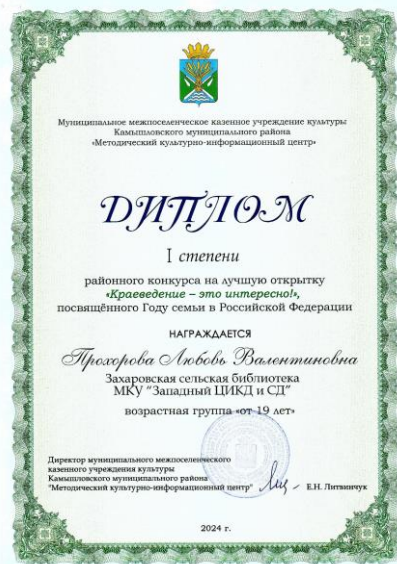 Муниципальное межпоселенческое казенное учреждение культуры
Камышловского муниципального района
«Методический культурно-информационный центр»
ДИПЛОМ
I степени
районного конкурса на лучшую открытку
«Краеведение – это интересно!»,
посвящённого Году семьи в Российской Федерации
НАГРАЖДАЕТСЯ
Прохорова Любовь Валентиновна
Захаровская сельская библиотека
МКУ "Западный ЦИКД и СД"
возрастная группа «от 19 лет»
Директор муниципального межпоселенческого
казенного учреждения культуры
Камышловского муниципального района
"Методический культурно-информационный центр" Е.Н. Литвинчук
2024 г.